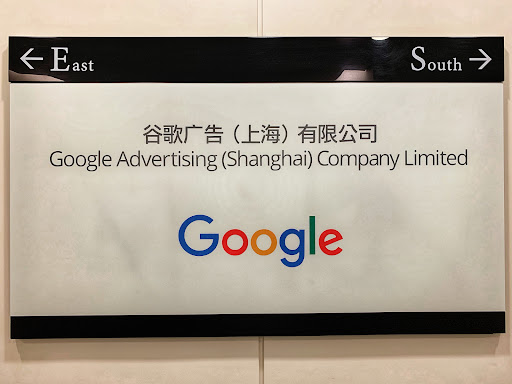 ← East South →
谷歌广告（上海）有限公司
Google Advertising (Shanghai) Company Limited
Google